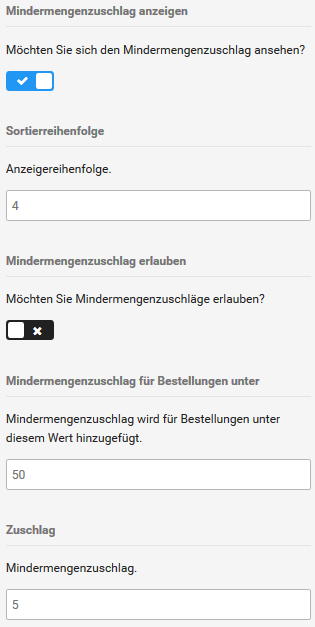 Mindermengenzuschlag anzeigen
Möchten Sie sich den Mindermengenzuschlag ansehen?
Sortierreihenfolge
Anzeigereihenfolge.
4
Mindermengenzuschlag erlauben
Möchten Sie Mindermengenzuschläge erlauben?
Mindermengenzuschlag für Bestellungen unter
Mindermengenzuschlag wird für Bestellungen unter
diesem Wert hinzugefügt.
50
Zuschlag
Mindermengenzuschlag.
5